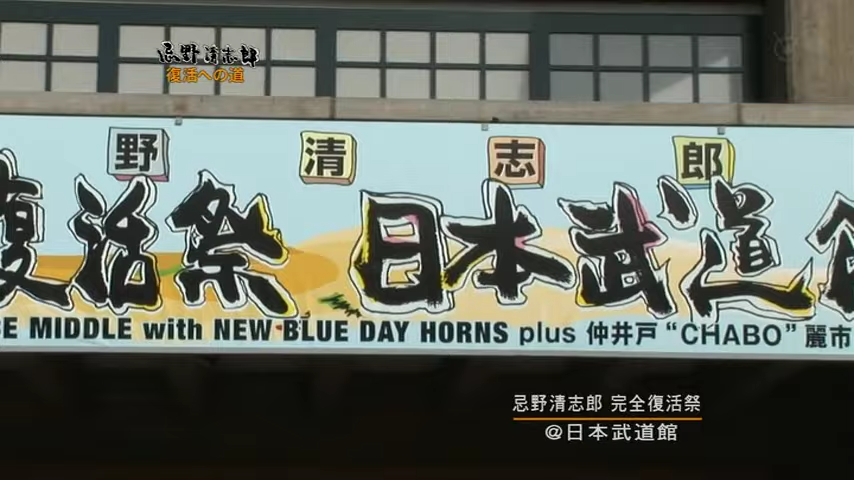 忌野清志郎
復活への道
野清志郎
復活祭 日本武道館
SE MIDDLE with NEW BLUE DAY HORNS plus 仲井戸“CHABO”麗市
忌野清志郎 完全復活祭
@日本武道館